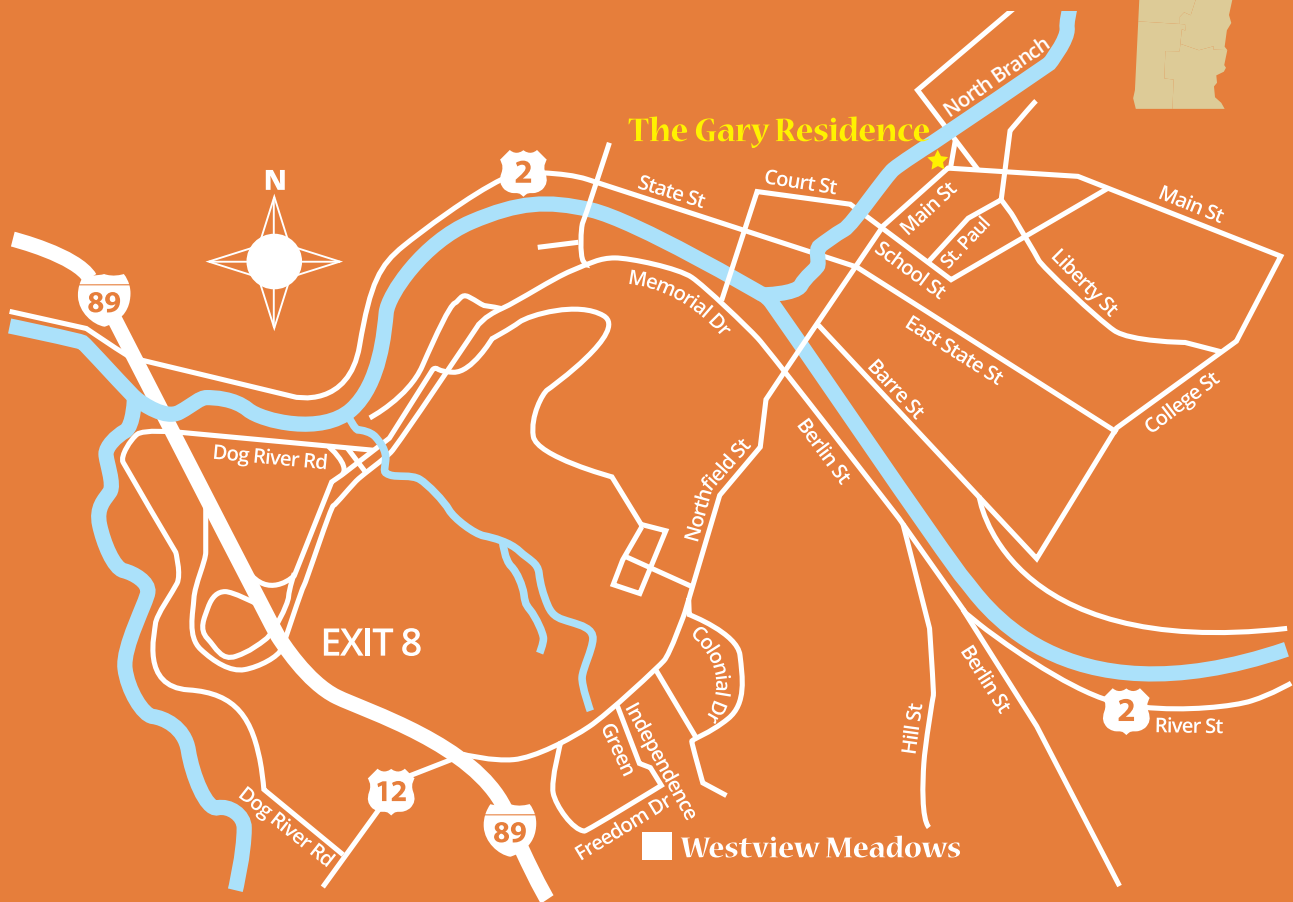 North Branch
The Gary Residence
2
Court St
State St
Main St
Main St
N
St. Paul
School St
Liberty St
Memorial Dr
89
East State St
Barre St
College St
Berlin St
Dog River Rd
Northfield St
EXIT 8
Colonial Dr
Berlin St
Hill St
2
River St
Independence
Green
12
Dog River Rd
89
Freedom Dr
Westview Meadows